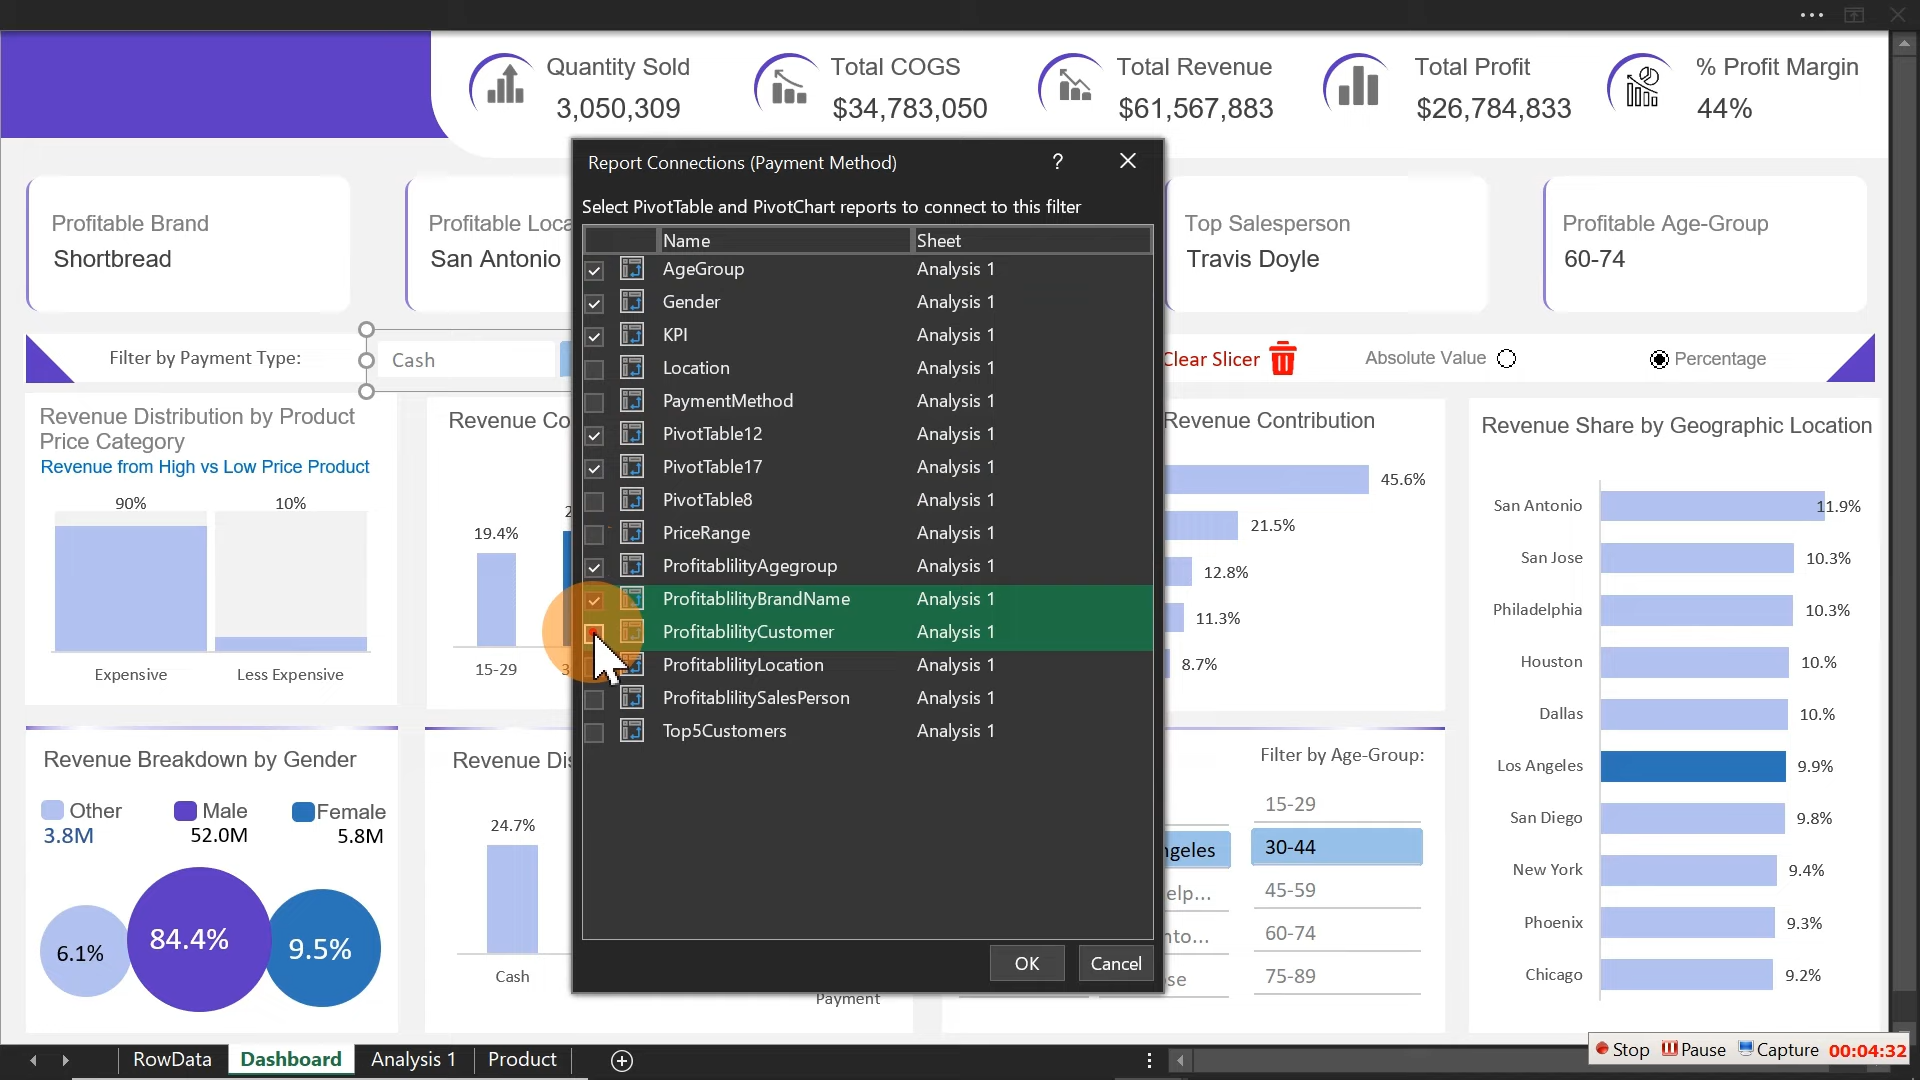 Quantity Sold
3,050,309
Total COGS
$34,783,050
Total Revenue
$61,567,883
Total Profit
$26,784,833
% Profit Margin
44%
Profitable Brand
Shortbread
Profitable Loca
San Antonio
Top Salesperson
Travis Doyle
Profitable Age-Group
60-74
Filter by Payment Type:
Cash
Clear Slicer
Absolute Value
Percentage
Report Connections (Payment Method)
?
Select PivotTable and PivotChart reports to connect to this filter
Name Sheet
AgeGroup Analysis 1
Gender Analysis 1
KPI Analysis 1
Location Analysis 1
PaymentMethod Analysis 1
PivotTable12 Analysis 1
PivotTable17 Analysis 1
PivotTable8 Analysis 1
PriceRange Analysis 1
ProfitablilityAgegroup Analysis 1
ProfitablilityBrandName Analysis 1
ProfitablilityCustomer Analysis 1
ProfitablilityLocation Analysis 1
ProfitablilitySalesPerson Analysis 1
Top5Customers Analysis 1
OK Cancel
Revenue Distribution by Product
Price Category
Revenue from High vs Low Price Product
90% 10%
Expensive Less Expensive
Revenue Co
19.4% 2
15-29 3
Revenue Contribution
45.6%
21.5%
12.8%
11.3%
8.7%
Revenue Share by Geographic Location
San Antonio 11.9%
San Jose 10.3%
Philadelphia 10.3%
Houston 10.%
Dallas 10.%
Los Angeles 9.9%
San Diego 9.8%
New York 9.4%
Phoenix 9.3%
Chicago 9.2%
Revenue Breakdown by Gender
Other Male Female
3.8M 52.0M 5.8M
6.1% 84.4% 9.5%
Revenue Dis
24.7%
Cash
Payment
Filter by Age-Group:
15-29
30-44
45-59
60-74
75-89
ngeles
elp...
nto...
se
RowData Dashboard Analysis 1 Product
Stop Pause Capture 00:04:32